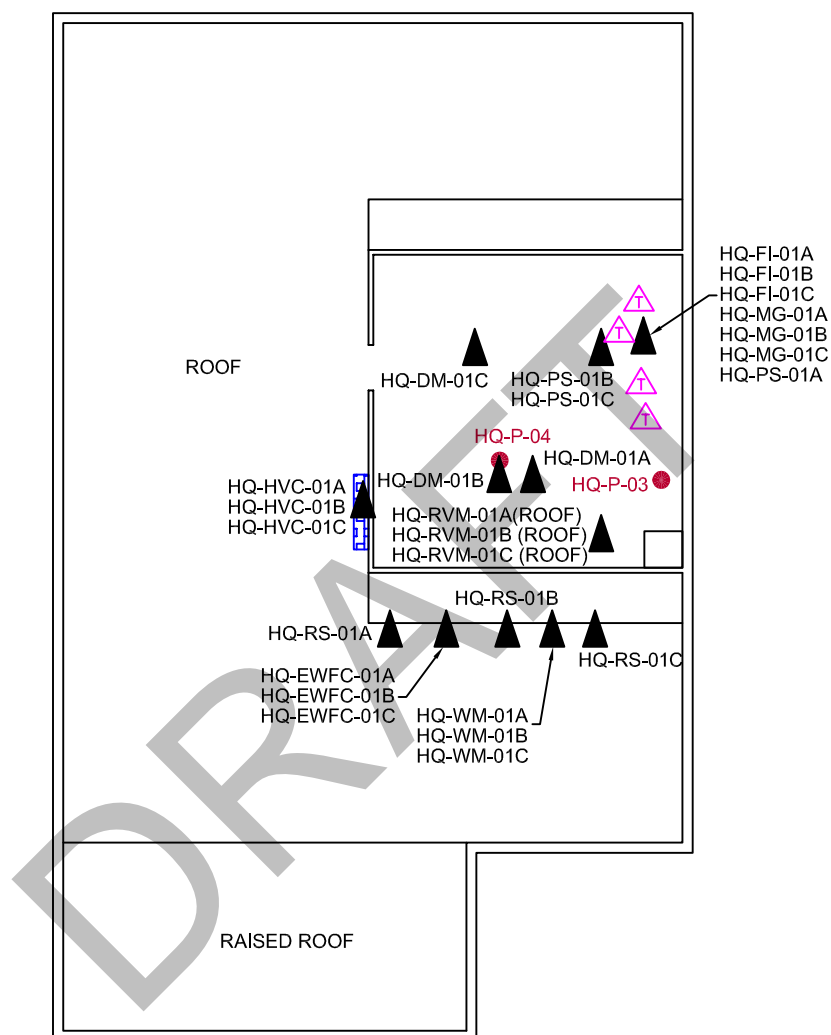 HQ-FI-01A
HQ-FI-01B
HQ-FI-01C
HQ-MG-01A
HQ-MG-01B
HQ-MG-01C
HQ-PS-01A
T
T
ROOF
HQ-DM-01C
HQ-PS-01B
HQ-PS-01C
T
T
HQ-P-04
HQ-DM-01A
HQ-DM-01B
HQ-P-03
HQ-HVC-01A
HQ-HVC-01B
HQ-HVC-01C
HQ-RVM-01A(ROOF)
HQ-RVM-01B (ROOF)
HQ-RVM-01C (ROOF)
HQ-RS-01B
HQ-RS-01A
HQ-RS-01C
HQ-EWFC-01A
HQ-EWFC-01B
HQ-EWFC-01C
HQ-WM-01A
HQ-WM-01B
HQ-WM-01C
RAISED ROOF
DRAFT